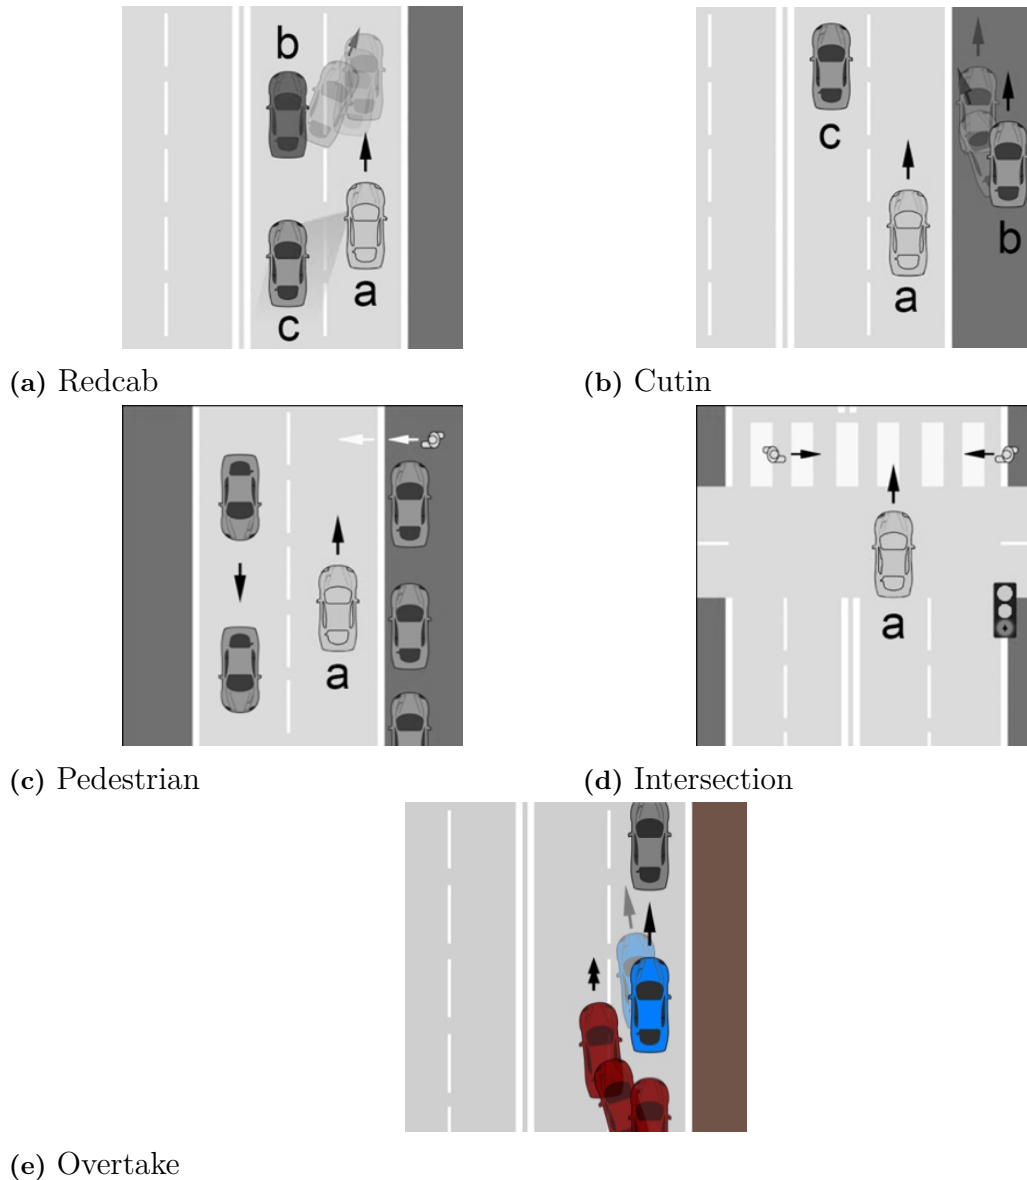 b
a
c
(a) Redcab
c
a
b
(b) Cutin
a
(c) Pedestrian
a
(d) Intersection
(e) Overtake